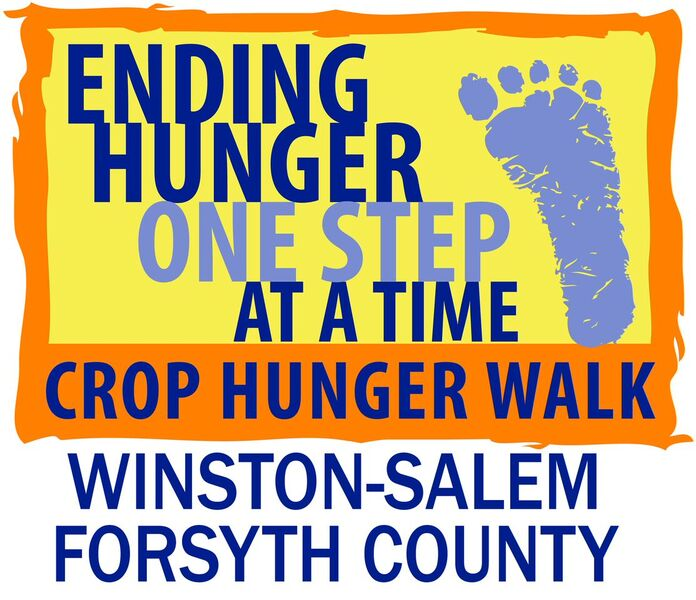 ENDING
HUNGER
ONE STEP
AT A TIME
CROP HUNGER WALK
WINSTON-SALEM
FORSYTH COUNTY